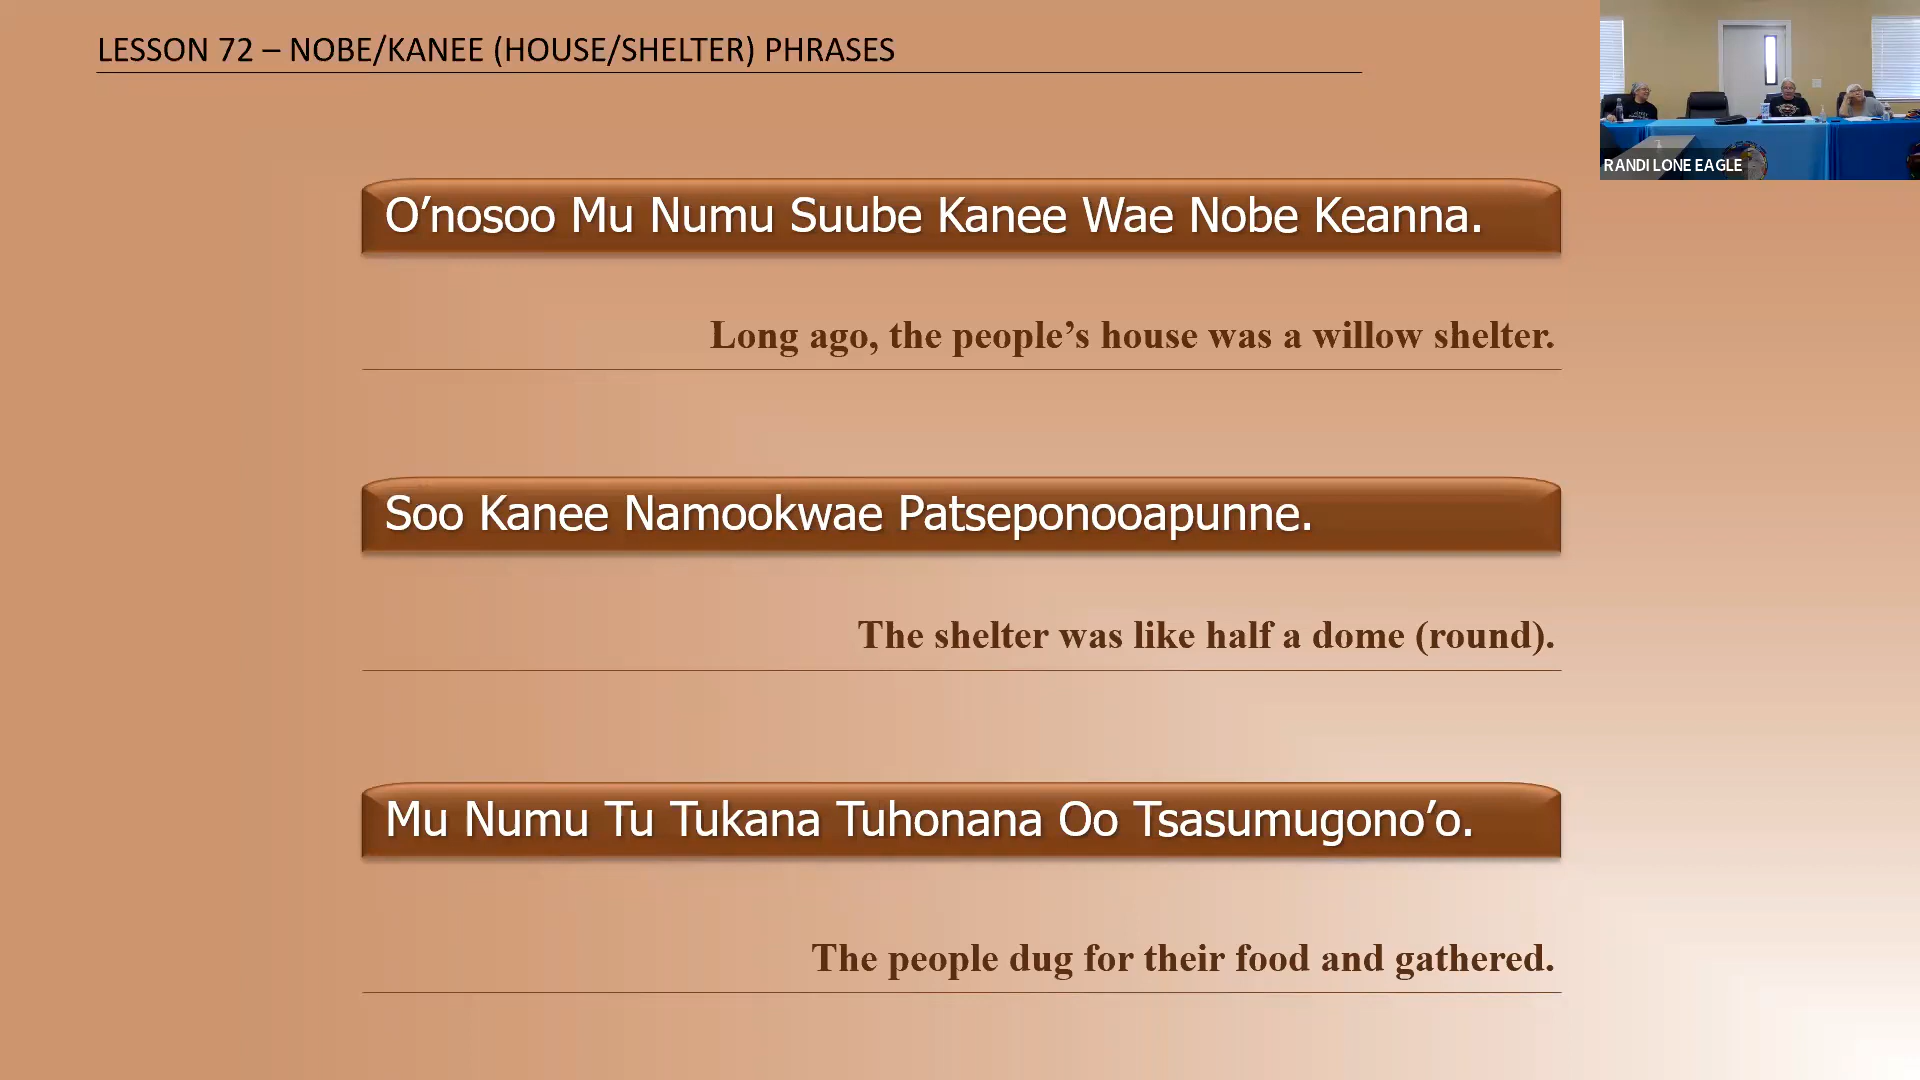 LESSON 72 – NOBE/KANEE (HOUSE/SHELTER) PHRASES
RANDI LONE EAGLE
O’nosoo Mu Numu Suube Kanee Wae Nobe Keanna.
Long ago, the people’s house was a willow shelter.
Soo Kanee Namookwae Patseponooapunne.
The shelter was like half a dome (round).
Mu Numu Tu Tukana Tuhonana Oo Tsasumugono’o.
The people dug for their food and gathered.